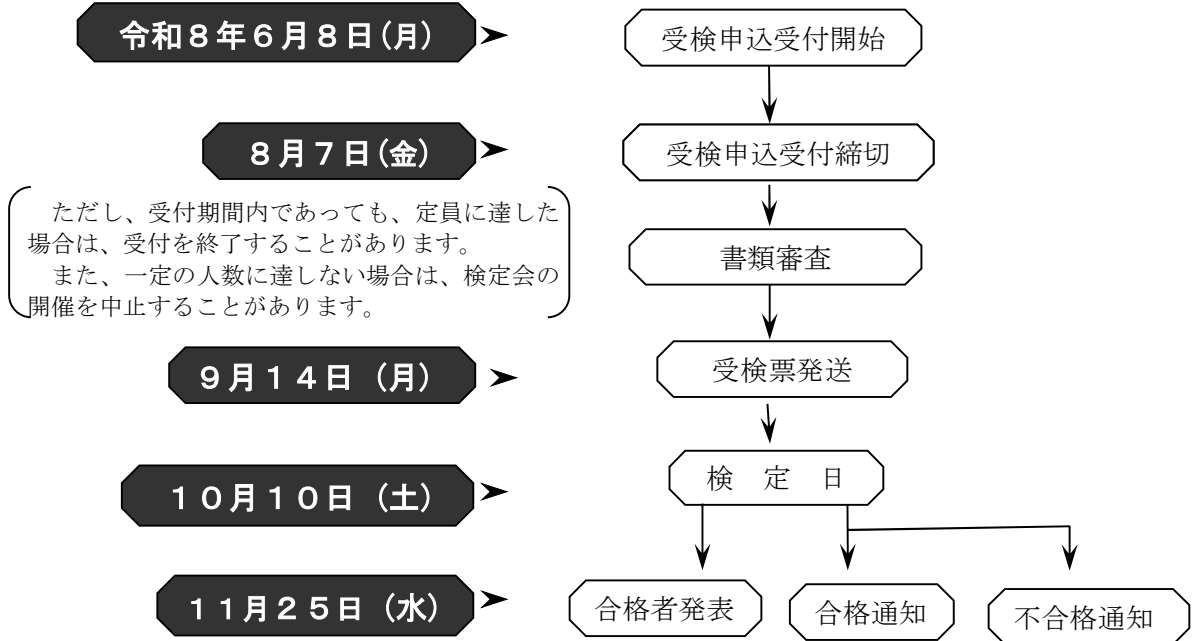 令和８年６月８日(月)
受検申込受付開始
８月７日(金)
受検申込受付締切
ただし、受付期間内であっても、定員に達した
場合は、受付を終了することがあります。
また、一定の人数に達しない場合は、検定会の
開催を中止することがあります。
書類審査
９月１４日（月）
受検票発送
１０月１０日（土）
検　定　日
１１月２５日（水）
合格者発表
合格通知
不合格通知